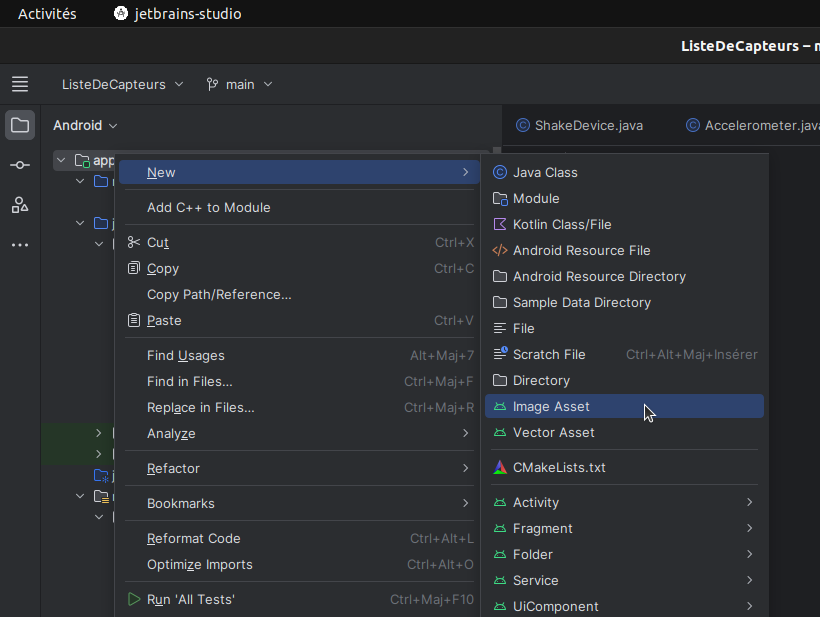 Activités jetbrains-studio
ListeDeCapteurs –
ListeDeCapteurs main
Android
ShakeDevice.java Accelerometer.java
app
New
Add C++ to Module
Cut Ctrl+X
Copy Ctrl+C
Copy Path/Reference...
Paste Ctrl+V
Find Usages Alt+Maj+7
Find in Files... Ctrl+Maj+F
Replace in Files... Ctrl+Maj+R
Analyze
Refactor
Bookmarks
Reformat Code Ctrl+Alt+L
Optimize Imports Ctrl+Alt+O
Run 'All Tests' Ctrl+Maj+F10
Java Class
Module
Kotlin Class/File
Android Resource File
Android Resource Directory
Sample Data Directory
File
Scratch File Ctrl+Alt+Maj+Insérer
Directory
Image Asset
Vector Asset
CMakeLists.txt
Activity
Fragment
Folder
Service
UiComponent